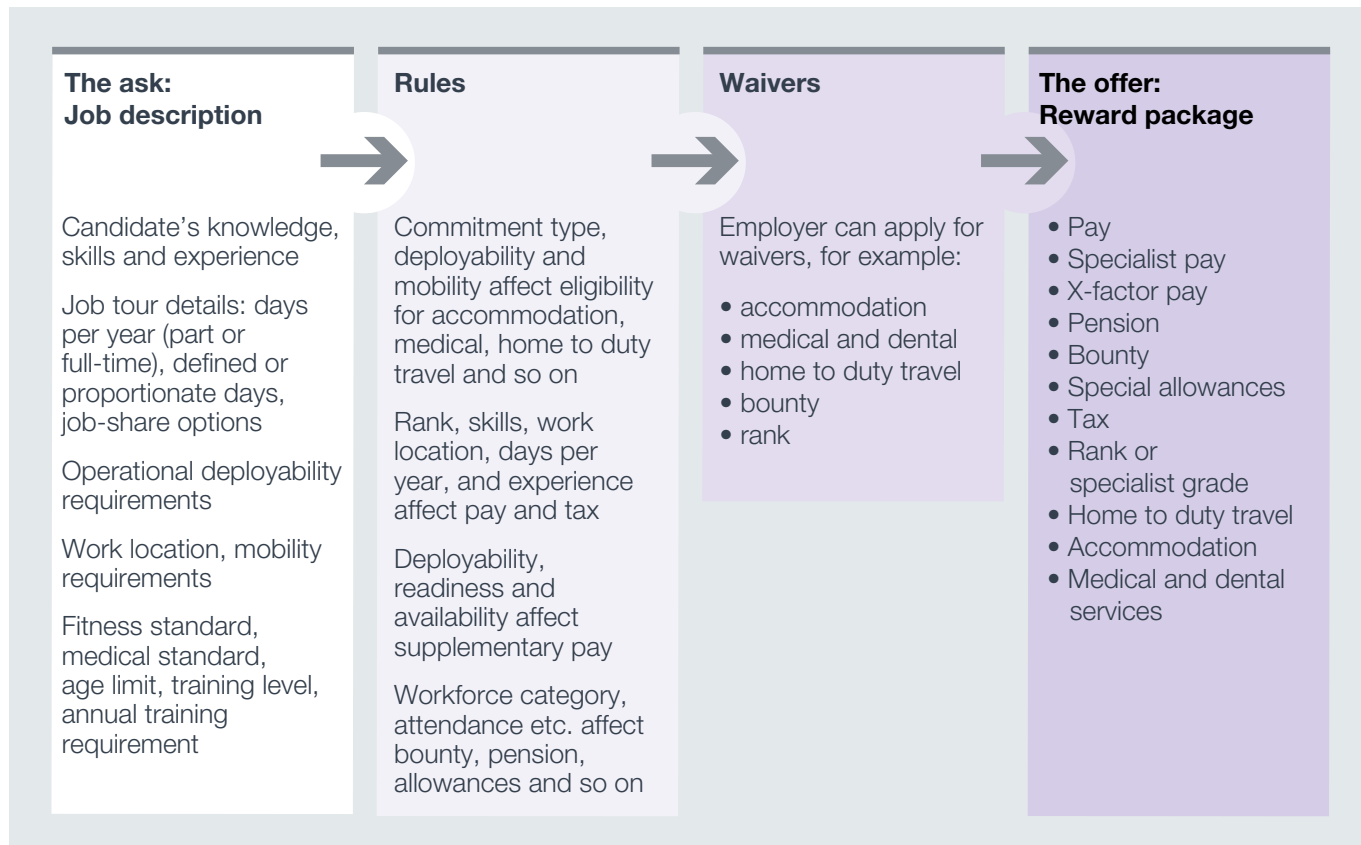 The ask:
Job description
Candidate’s knowledge,
skills and experience
Job tour details: days
per year (part or
full-time), defined or
proportionate days,
job-share options
Operational deployability
requirements
Work location, mobility
requirements
Fitness standard,
medical standard,
age limit, training level,
annual training
requirement
Rules
Commitment type,
deployability and
mobility affect eligibility
for accommodation,
medical, home to duty
travel and so on
Rank, skills, work
location, days per
year, and experience
affect pay and tax
Deployability,
readiness and
availability affect
supplementary pay
Workforce category,
attendance etc. affect
bounty, pension,
allowances and so on
Waivers
Employer can apply for
waivers, for example:
• accommodation
• medical and dental
• home to duty travel
• bounty
• rank
The offer:
Reward package
• Pay
• Specialist pay
• X-factor pay
• Pension
• Bounty
• Special allowances
• Tax
• Rank or
specialist grade
• Home to duty travel
• Accommodation
• Medical and dental
services